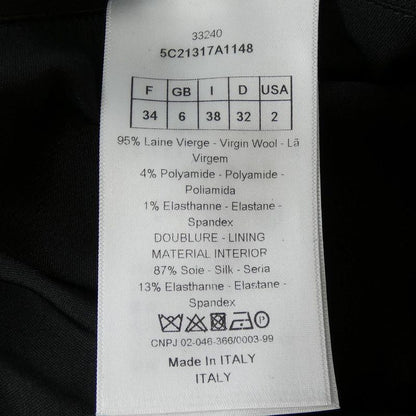 33240
5C21317A1148
F GB I D USA
34 6 38 32 2
95% Laine Vierge - Virgin Wool - Lã
Virgem
4% Polyamide - Polyamide -
Poliamida
1% Elasthanne - Elastane -
Spandex
DOUBLURE - LINING
MATERIAL INTERIOR
87% Soie - Silk - Seria
13% Elasthanne - Elastane -
Spandex
P
CNPJ 02-046-366/0003-99
Made In ITALY
ITALY